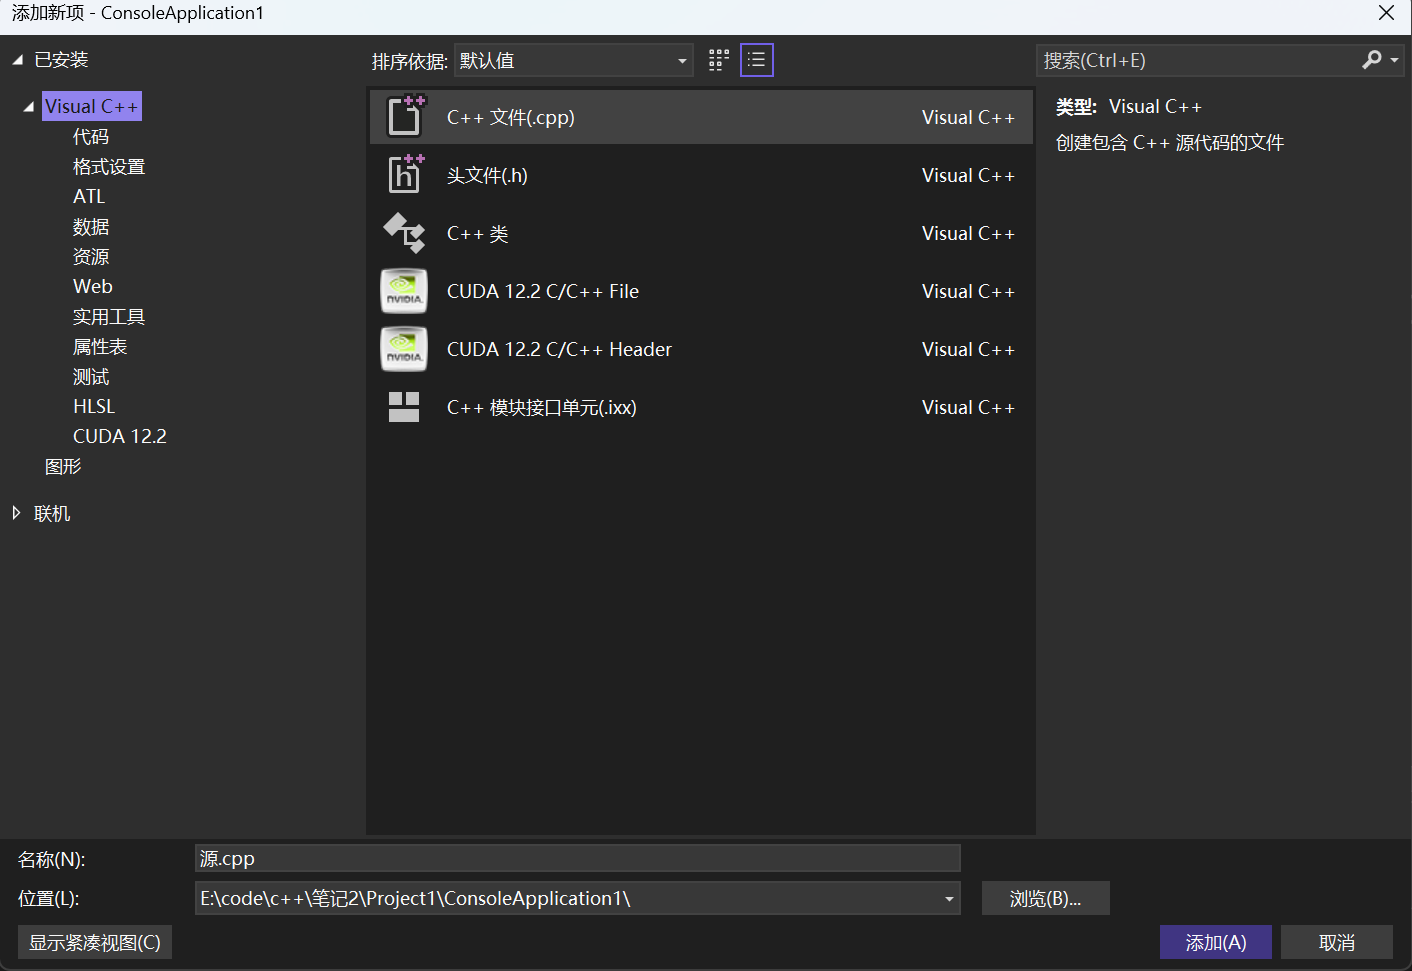 添加新项 - ConsoleApplication1
已安装
排序依据: 默认值
搜索(Ctrl+E)
Visual C++
代码
格式设置
ATL
数据
资源
Web
实用工具
属性表
测试
HLSL
CUDA 12.2
图形
联机
C++ 文件(.cpp) Visual C++
头文件(.h) Visual C++
C++ 类 Visual C++
NVIDIA. CUDA 12.2 C/C++ File Visual C++
NVIDIA. CUDA 12.2 C/C++ Header Visual C++
C++ 模块接口单元(.ixx) Visual C++
类型: Visual C++
创建包含 C++ 源代码的文件
名称(N): 源.cpp
位置(L): E:\code\c++\笔记2\Project1\ConsoleApplication1\ 浏览(B)...
显示紧凑视图(C) 添加(A) 取消